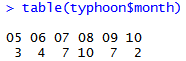 > table(typhoon$month)
05 06 07 08 09 10
3 4 7 10 7 2